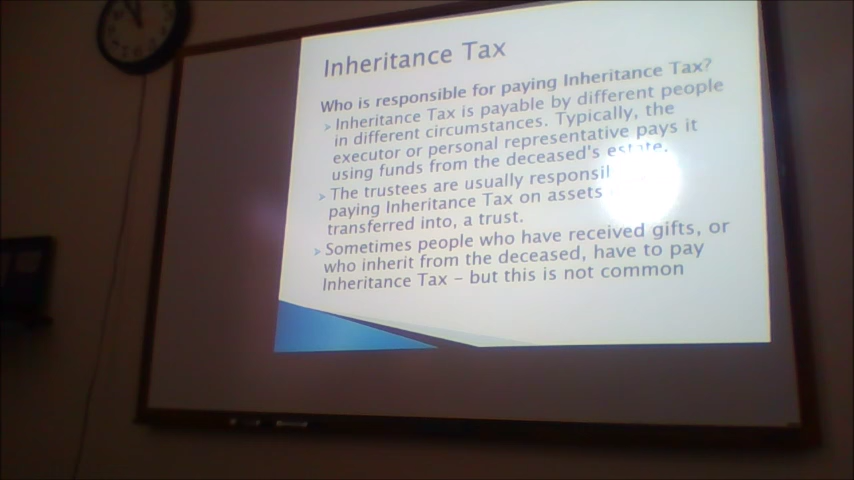 Inheritance Tax
Who is responsible for paying Inheritance Tax?
Inheritance Tax is payable by different people
in different circumstances. Typically, the
executor or personal representative pays it
using funds from the deceased's estate.
The trustees are usually
paying Inheritance Tax on assets
transferred into, a trust.
Sometimes people who have received gifts, or
who inherit from the deceased, have to pay
Inheritance Tax – but this is not common